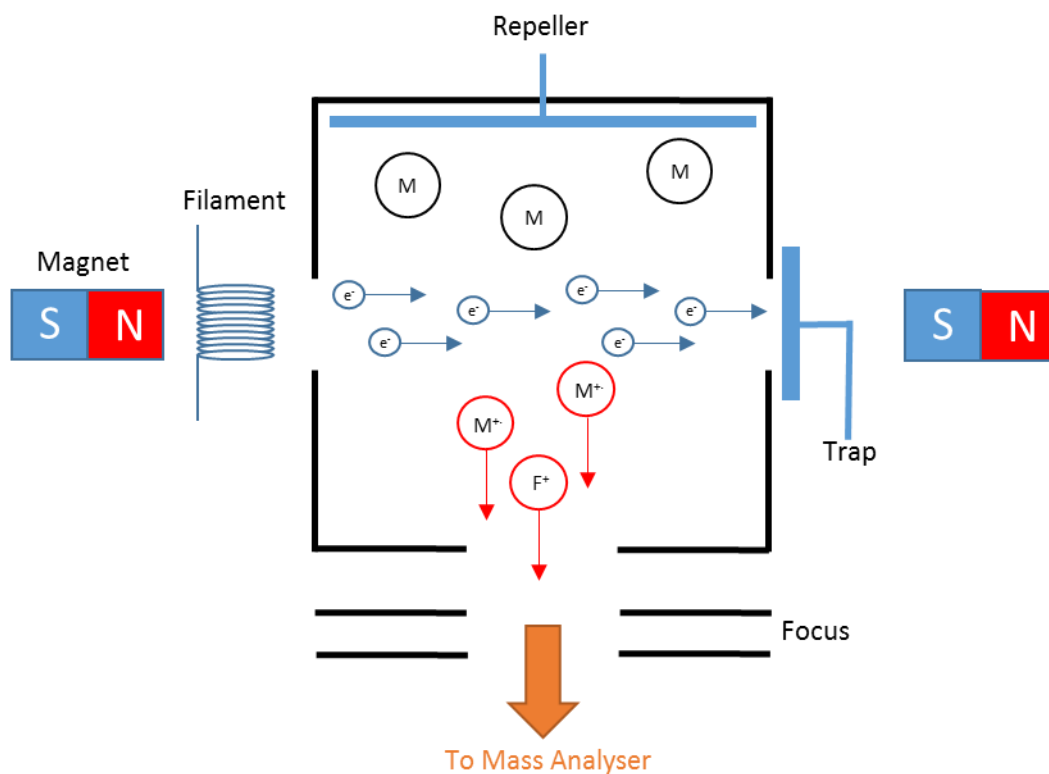 Repeller
M
M
M
Filament
Magnet
S N
e-
e-
e-
e-
e-
e-
S N
M+·
M+·
F+
Trap
Focus
To Mass Analyser